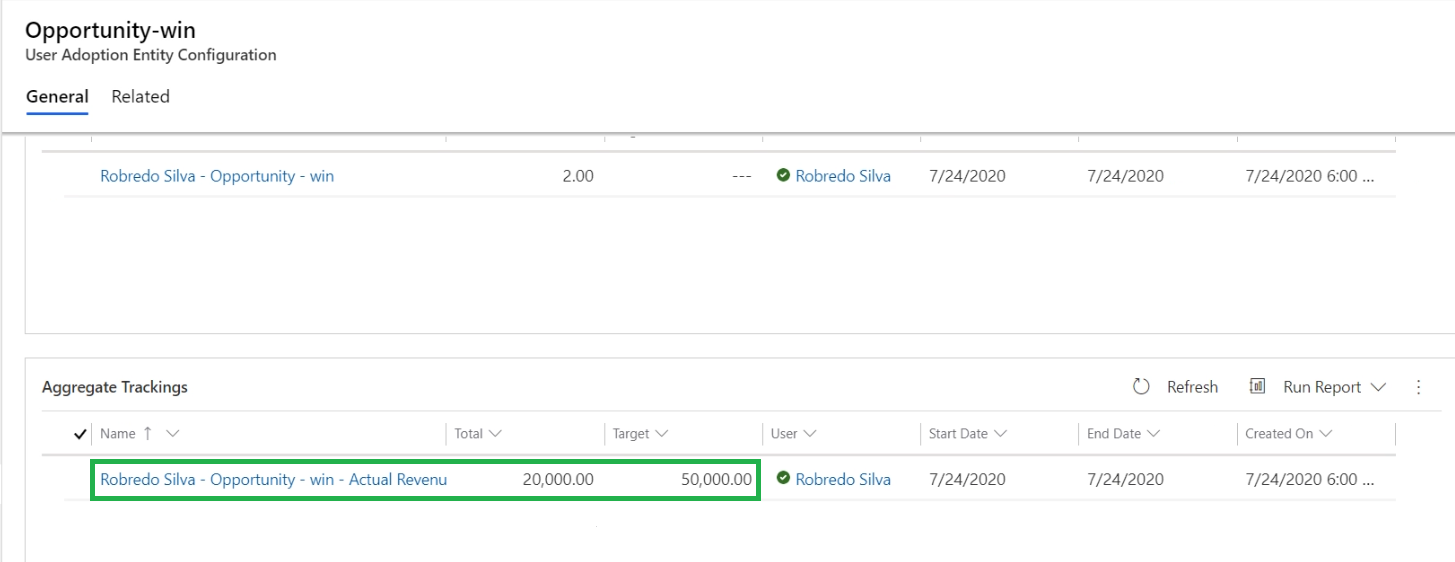 Opportunity-win
User Adoption Entity Configuration
General Related
Robredo Silva - Opportunity - win 2.00 --- Robredo Silva 7/24/2020 7/24/2020 7/24/2020 6:00 ...
Aggregate Trackings Refresh Run Report
Name ↑ Total Target User Start Date End Date Created On
Robredo Silva - Opportunity - win - Actual Revenu 20,000.00 50,000.00 Robredo Silva 7/24/2020 7/24/2020 7/24/2020 6:00 ...